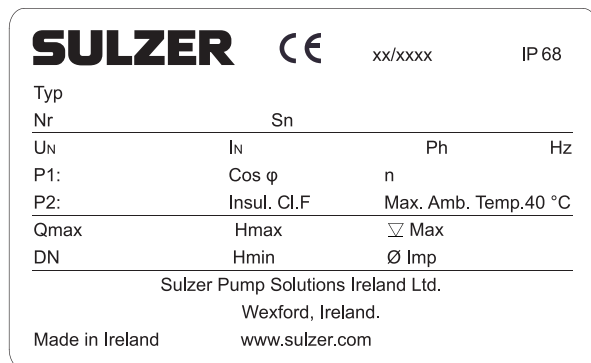 SULZER CE xx/xxxx IP 68
Typ
Nr Sn
UN IN Ph Hz
P1: Cos φ n
P2: Insul. Cl.F Max. Amb. Temp.40 °C
Qmax Hmax ▽ Max
DN Hmin Ø Imp
Sulzer Pump Solutions Ireland Ltd.
Wexford, Ireland.
Made in Ireland www.sulzer.com